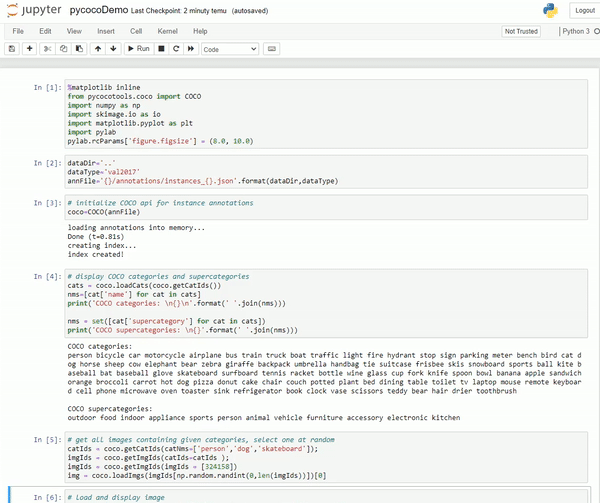 jupyter pycocoDemo Last Checkpoint: 2 minuty temu (autosaved)
Logout
File Edit View Insert Cell Kernel Help
Not Trusted
Python 3
Run
Code
In [1]:
%matplotlib inline
from pycocotools.coco import COCO
import numpy as np
import skimage.io as io
import matplotlib.pyplot as plt
import pylab
pylab.rcParams['figure.figsize'] = (8.0, 10.0)
In [2]:
dataDir='..'
dataType='val2017'
annFile='{}/annotations/instances_{}.json'.format(dataDir,dataType)
In [3]:
# initialize COCO api for instance annotations
coco=COCO(annFile)
loading annotations into memory...
Done (t=0.81s)
creating index...
index created!
In [4]:
# display COCO categories and supercategories
cats = coco.loadCats(coco.getCatIds())
nms=[cat['name'] for cat in cats]
print('COCO categories: \n{}\n'.format(' '.join(nms)))
nms = set([cat['supercategory'] for cat in cats])
print('COCO supercategories: \n{}'.format(' '.join(nms)))
COCO categories:
person bicycle car motorcycle airplane bus train truck boat traffic light fire hydrant stop sign parking meter bench bird cat d
og horse sheep cow elephant bear zebra giraffe backpack umbrella handbag tie suitcase frisbee skis snowboard sports ball kite b
aseball bat baseball glove skateboard surfboard tennis racket bottle wine glass cup fork knife spoon bowl banana apple sandwich
orange broccoli carrot hot dog pizza donut cake chair couch potted plant bed dining table toilet tv laptop mouse remote keyboar
d cell phone microwave oven toaster sink refrigerator book clock vase scissors teddy bear hair drier toothbrush
COCO supercategories:
outdoor food indoor appliance sports person animal vehicle furniture accessory electronic kitchen
In [5]:
# get all images containing given categories, select one at random
catIds = coco.getCatIds(catNms=['person','dog','skateboard']);
imgIds = coco.getImgIds(catIds=catIds );
imgIds = coco.getImgIds(imgIds = [324158])
img = coco.loadImgs(imgIds[np.random.randint(0,len(imgIds))])[0]
In [6]:
# Load and display image